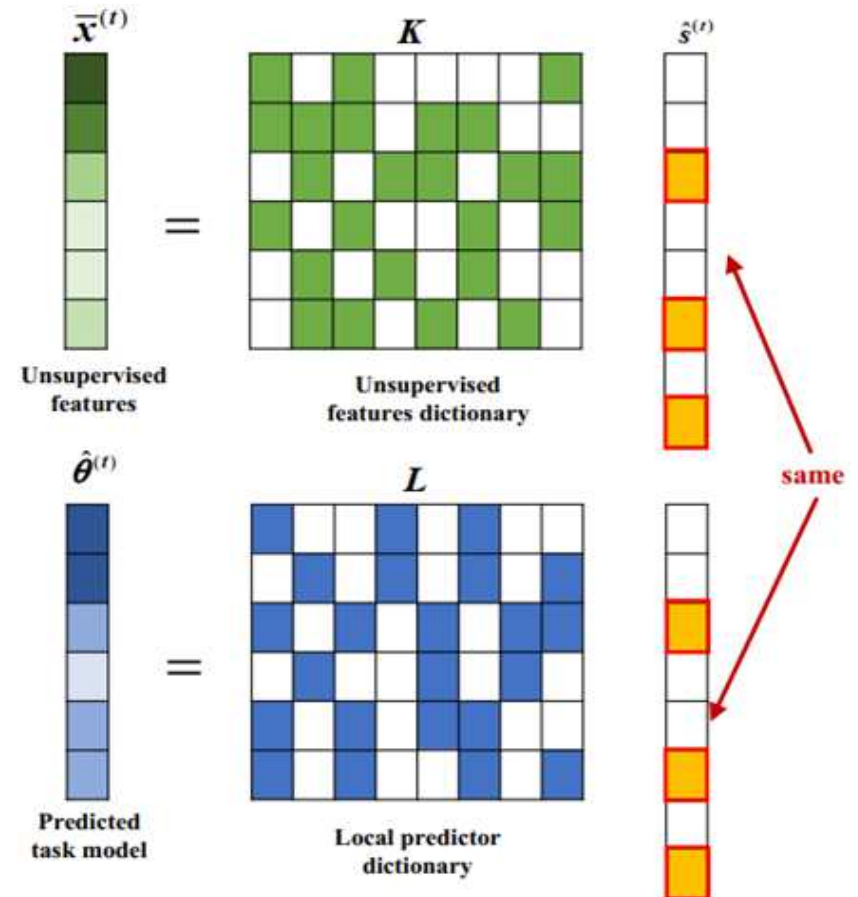 x̄^(t)
K
ŝ^(t)
=
Unsupervised
features
Unsupervised
features dictionary
same
θ̂^(t)
L
=
Predicted
task model
Local predictor
dictionary